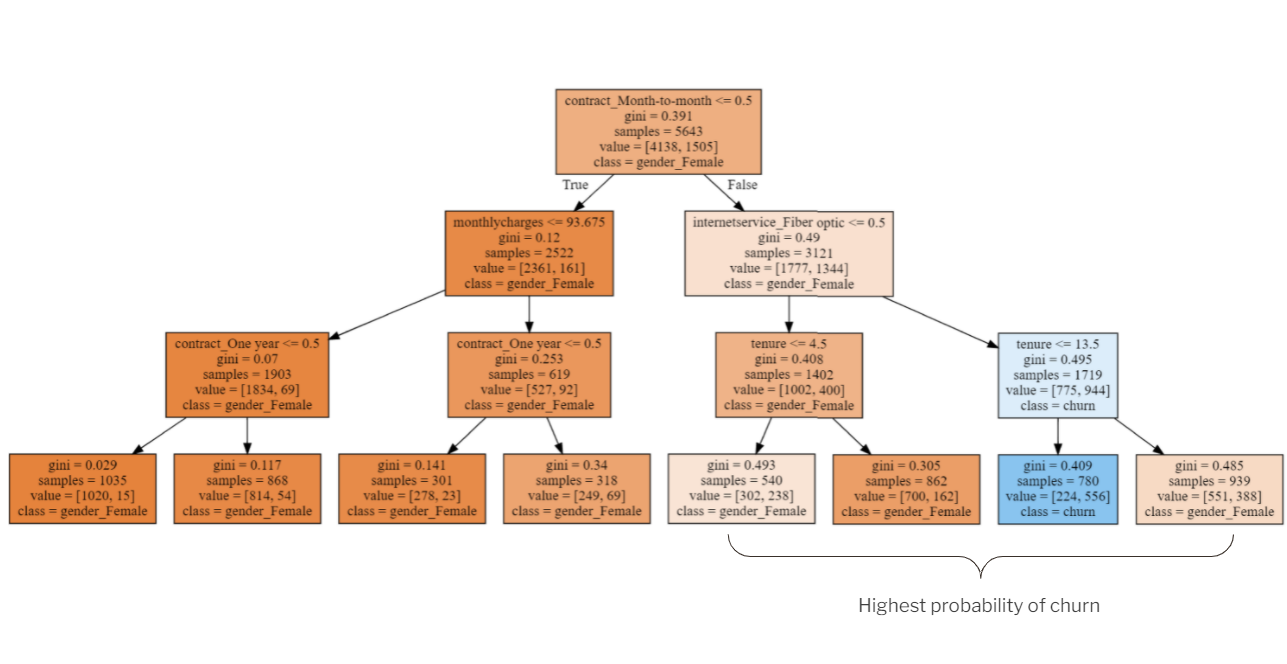 contract_Month-to-month <= 0.5
gini = 0.391
samples = 5643
value = [4138, 1505]
class = gender_Female
True
False
monthlycharges <= 93.675
gini = 0.12
samples = 2522
value = [2361, 161]
class = gender_Female
internetservice_Fiber optic <= 0.5
gini = 0.49
samples = 3121
value = [1777, 1344]
class = gender_Female
contract_One year <= 0.5
gini = 0.07
samples = 1903
value = [1834, 69]
class = gender_Female
contract_One year <= 0.5
gini = 0.253
samples = 619
value = [527, 92]
class = gender_Female
tenure <= 4.5
gini = 0.408
samples = 1402
value = [1002, 400]
class = gender_Female
tenure <= 13.5
gini = 0.495
samples = 1719
value = [775, 944]
class = churn
gini = 0.029
samples = 1035
value = [1020, 15]
class = gender_Female
gini = 0.117
samples = 868
value = [814, 54]
class = gender_Female
gini = 0.141
samples = 301
value = [278, 23]
class = gender_Female
gini = 0.34
samples = 318
value = [249, 69]
class = gender_Female
gini = 0.493
samples = 540
value = [302, 238]
class = gender_Female
gini = 0.305
samples = 862
value = [700, 162]
class = gender_Female
gini = 0.409
samples = 780
value = [224, 556]
class = churn
gini = 0.485
samples = 939
value = [551, 388]
class = gender_Female
Highest probability of churn